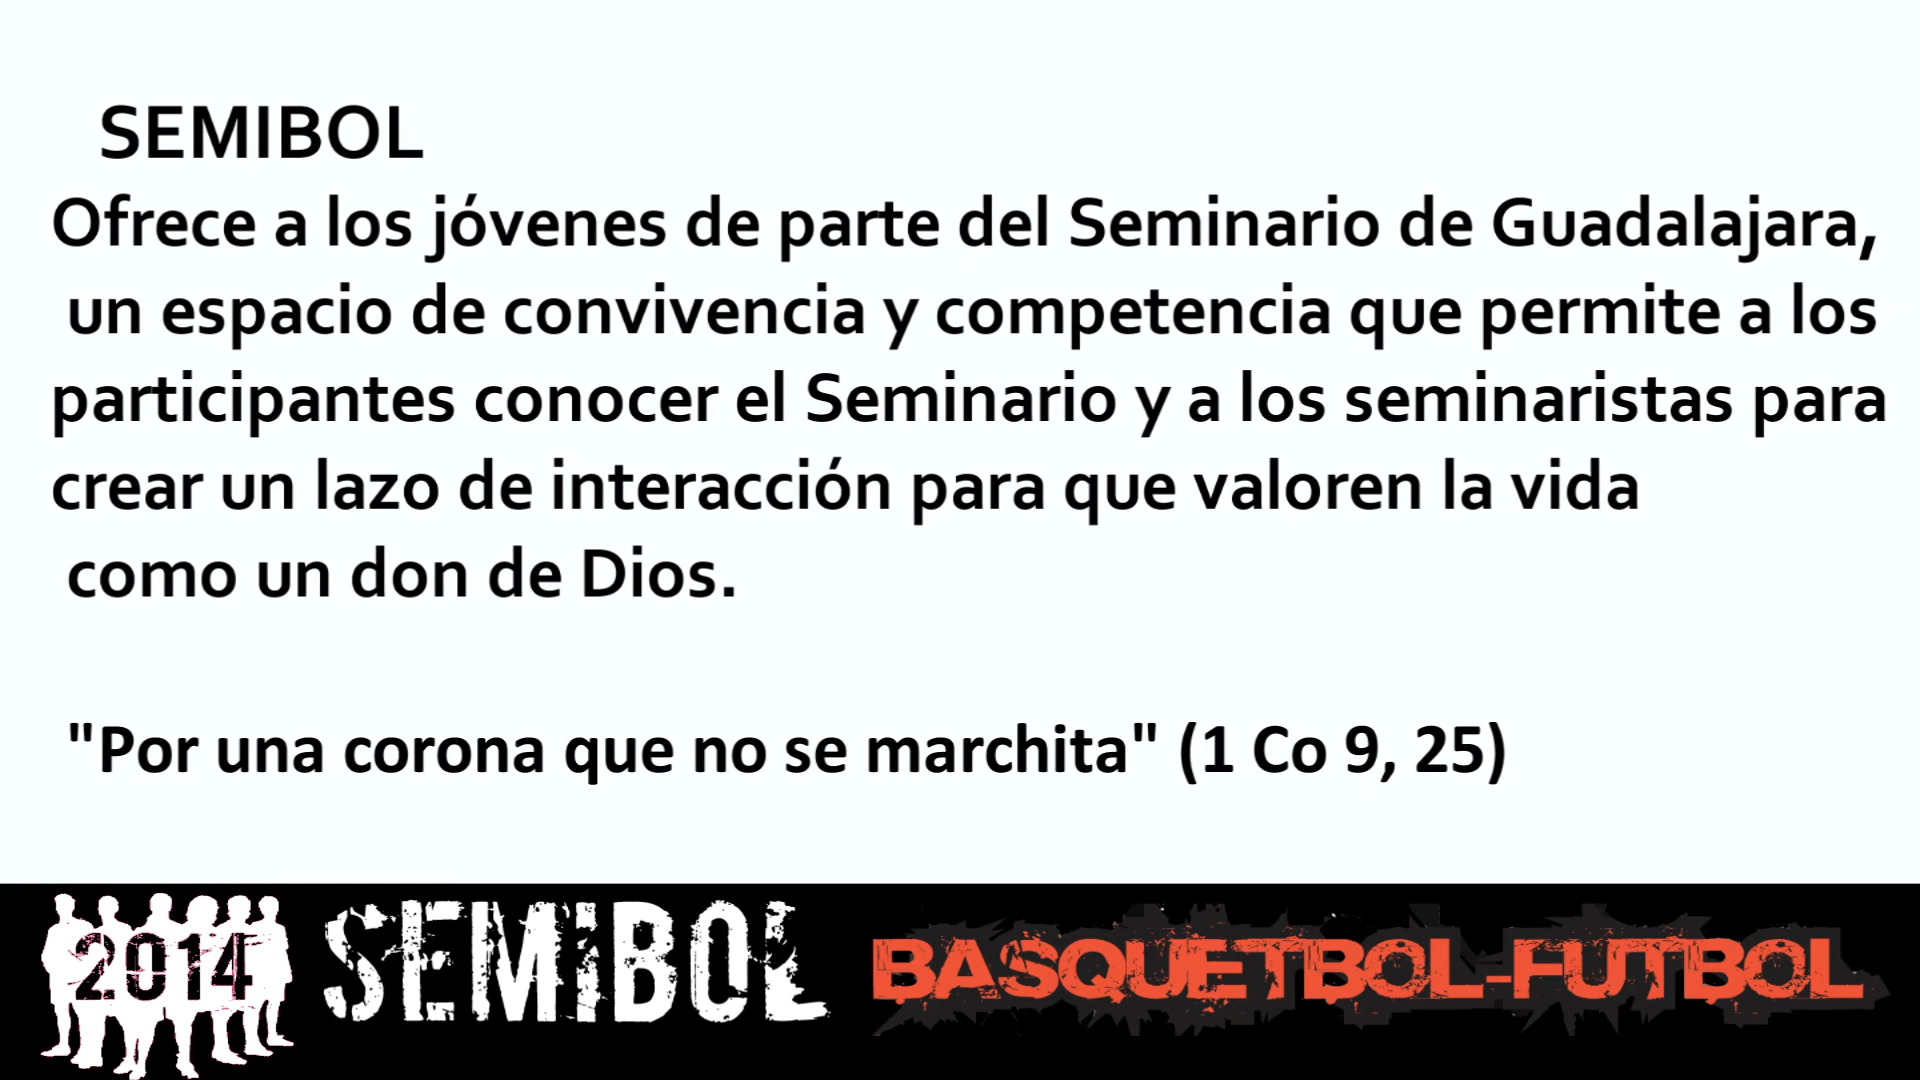 SEMIBOL
Ofrece a los jóvenes de parte del Seminario de Guadalajara,
un espacio de convivencia y competencia que permite a los
participantes conocer el Seminario y a los seminaristas para
crear un lazo de interacción para que valoren la vida
como un don de Dios.
"Por una corona que no se marchita" (1 Co 9, 25)
2014 SEMIBOL BASQUETBOL-FUTBOL